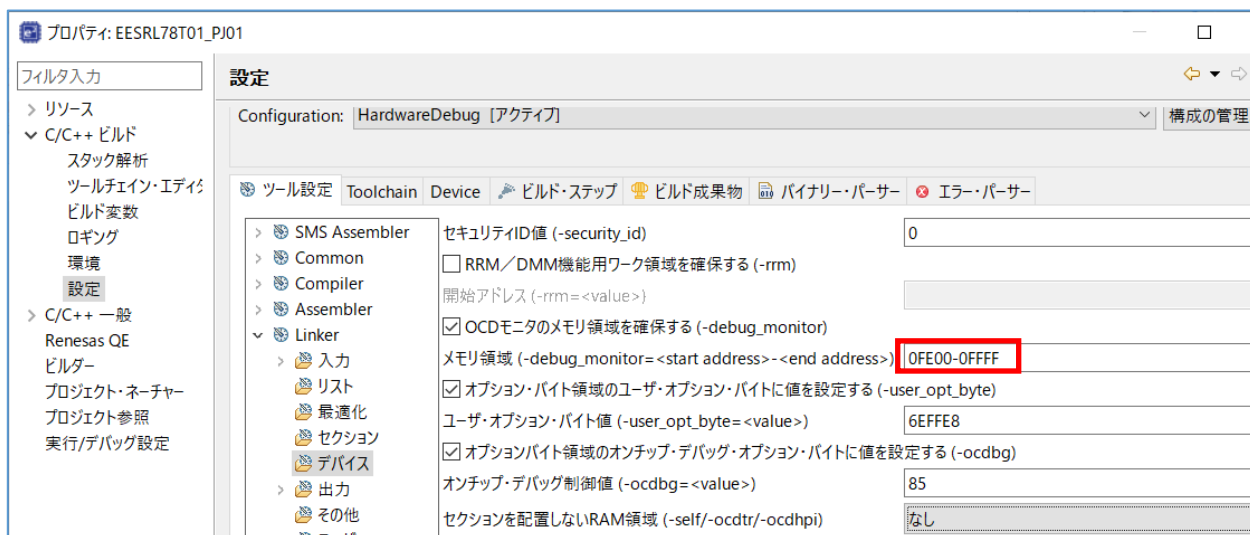 プロパティ: EESRL78T01_PJ01
フィルタ入力
リソース
C/C++ ビルド
スタック解析
ツールチェイン・エディタ
ビルド変数
ロギング
環境
設定
C/C++ 一般
Renesas QE
ビルダー
プロジェクト・ネーチャー
プロジェクト参照
実行/デバッグ設定
設定
Configuration: HardwareDebug [アクティブ] 構成の管理
ツール設定 Toolchain Device ビルド・ステップ ビルド成果物 バイナリー・パーサー エラー・パーサー
SMS Assembler
Common
Compiler
Assembler
Linker
入力
リスト
最適化
セクション
デバイス
出力
その他
セキュリティID値 (-security_id) 0
RRM/DMM機能用ワーク領域を確保する (-rrm)
開始アドレス (-rrm=<value>)
OCDモニタのメモリ領域を確保する (-debug_monitor)
メモリ領域 (-debug_monitor=<start address>-<end address>) 0FE00-0FFFF
オプション・バイト領域のユーザ・オプション・バイトに値を設定する (-user_opt_byte)
ユーザ・オプション・バイト値 (-user_opt_byte=<value>) 6EFFE8
オプションバイト領域のオンチップ・デバッグ・オプション・バイトに値を設定する (-ocdbg)
オンチップ・デバッグ制御値 (-ocdbg=<value>) 85
セクションを配置しないRAM領域 (-self/-ocdtr/-ocdhpi) なし